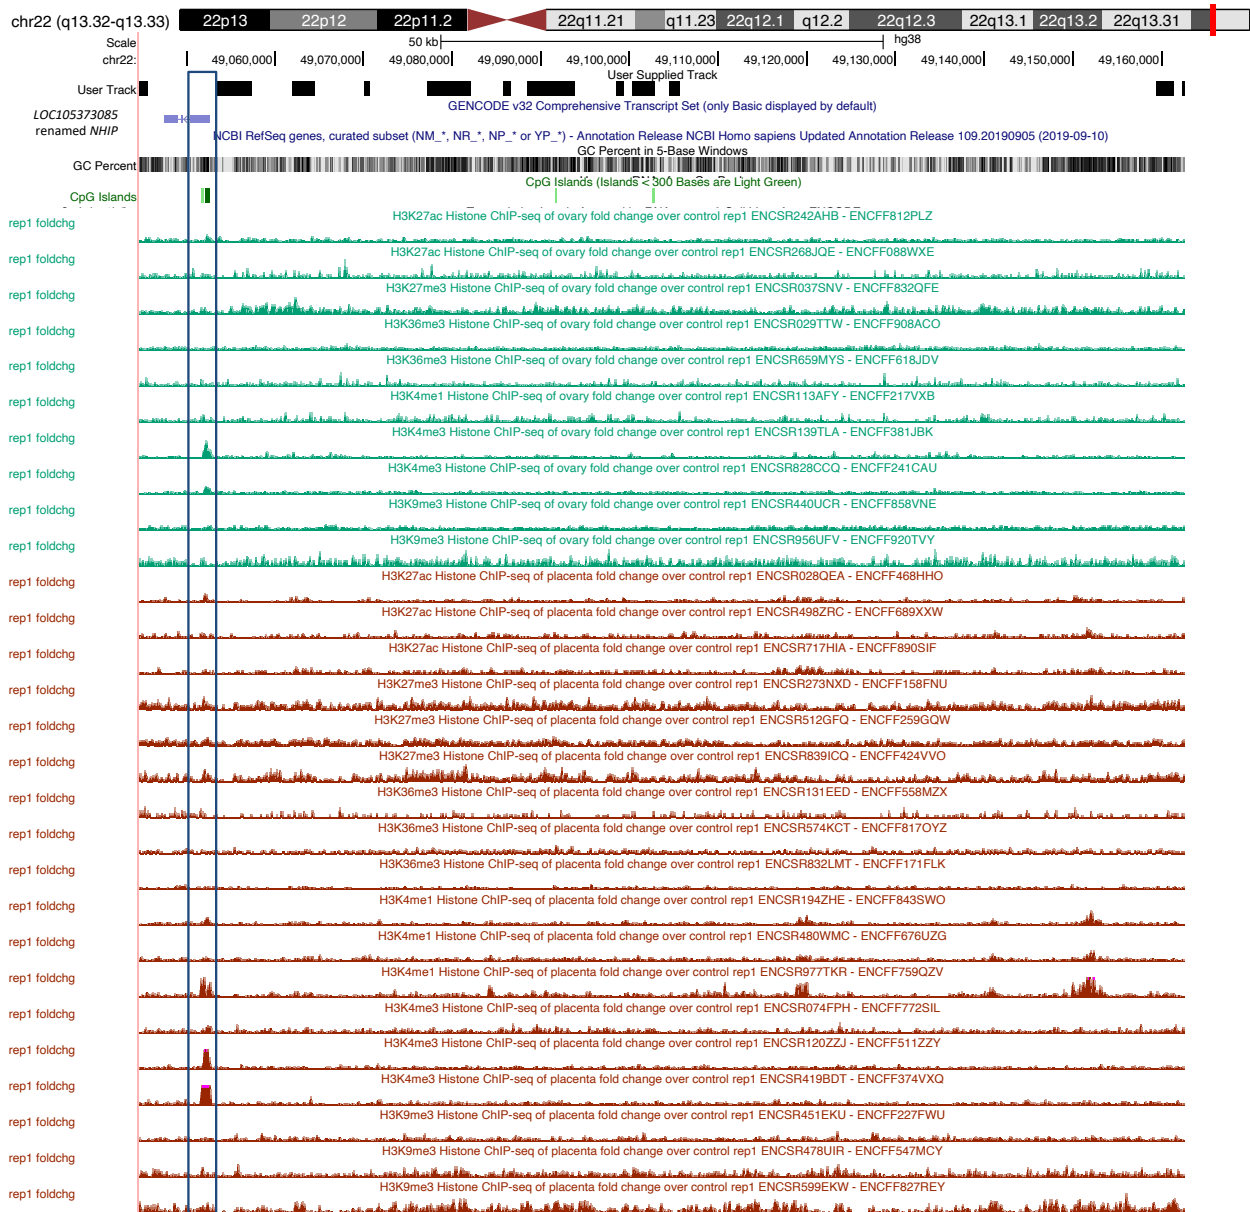 chr22 (q13.32-q13.33) 22p13 22p12 22p11.2 22q11.21 q11.23 22q12.1 q12.2 22q12.3 22q13.1 22q13.2 22q13.31
Scale 50 kb hg38
chr22: 49,060,000 49,070,000 49,080,000 49,090,000 49,100,000 49,110,000 49,120,000 49,130,000 49,140,000 49,150,000 49,160,000
User Supplied Track
User Track
GENCODE v32 Comprehensive Transcript Set (only Basic displayed by default)
LOC105373085
renamed NHIP
NCBI RefSeq genes, curated subset (NM_*, NR_*, NP_* or YP_*) - Annotation Release NCBI Homo sapiens Updated Annotation Release 109.20190905 (2019-09-10)
GC Percent in 5-Base Windows
GC Percent
CpG Islands (Islands < 300 Bases are Light Green)
CpG Islands
H3K27ac Histone ChIP-seq of ovary fold change over control rep1 ENCSR242AHB - ENCFF812PLZ
rep1 foldchg
H3K27ac Histone ChIP-seq of ovary fold change over control rep1 ENCSR268JQE - ENCFF088WXE
rep1 foldchg
H3K27me3 Histone ChIP-seq of ovary fold change over control rep1 ENCSR037SNV - ENCFF832QFE
rep1 foldchg
H3K36me3 Histone ChIP-seq of ovary fold change over control rep1 ENCSR029TTW - ENCFF908ACO
rep1 foldchg
H3K36me3 Histone ChIP-seq of ovary fold change over control rep1 ENCSR659MYS - ENCFF618JDV
rep1 foldchg
H3K4me1 Histone ChIP-seq of ovary fold change over control rep1 ENCSR113AFY - ENCFF217VXB
rep1 foldchg
H3K4me3 Histone ChIP-seq of ovary fold change over control rep1 ENCSR139TLA - ENCFF381JBK
rep1 foldchg
H3K4me3 Histone ChIP-seq of ovary fold change over control rep1 ENCSR828CCQ - ENCFF241CAU
rep1 foldchg
H3K9me3 Histone ChIP-seq of ovary fold change over control rep1 ENCSR440UCR - ENCFF858VNE
rep1 foldchg
H3K9me3 Histone ChIP-seq of ovary fold change over control rep1 ENCSR956UFV - ENCFF920TVY
rep1 foldchg
H3K27ac Histone ChIP-seq of placenta fold change over control rep1 ENCSR028QEA - ENCFF468HHO
rep1 foldchg
H3K27ac Histone ChIP-seq of placenta fold change over control rep1 ENCSR498ZRC - ENCFF689XXW
rep1 foldchg
H3K27ac Histone ChIP-seq of placenta fold change over control rep1 ENCSR717HIA - ENCFF890SIF
rep1 foldchg
H3K27me3 Histone ChIP-seq of placenta fold change over control rep1 ENCSR273NXD - ENCFF158FNU
rep1 foldchg
H3K27me3 Histone ChIP-seq of placenta fold change over control rep1 ENCSR512GFQ - ENCFF259GQW
rep1 foldchg
H3K27me3 Histone ChIP-seq of placenta fold change over control rep1 ENCSR839ICQ - ENCFF424VVO
rep1 foldchg
H3K36me3 Histone ChIP-seq of placenta fold change over control rep1 ENCSR131EED - ENCFF558MZX
rep1 foldchg
H3K36me3 Histone ChIP-seq of placenta fold change over control rep1 ENCSR574KCT - ENCFF817OYZ
rep1 foldchg
H3K36me3 Histone ChIP-seq of placenta fold change over control rep1 ENCSR832LMT - ENCFF171FLK
rep1 foldchg
H3K4me1 Histone ChIP-seq of placenta fold change over control rep1 ENCSR194ZHE - ENCFF843SWO
rep1 foldchg
H3K4me1 Histone ChIP-seq of placenta fold change over control rep1 ENCSR480WMC - ENCFF676UZG
rep1 foldchg
H3K4me1 Histone ChIP-seq of placenta fold change over control rep1 ENCSR977TKR - ENCFF759QZV
rep1 foldchg
H3K4me3 Histone ChIP-seq of placenta fold change over control rep1 ENCSR074FPH - ENCFF772SIL
rep1 foldchg
H3K4me3 Histone ChIP-seq of placenta fold change over control rep1 ENCSR120ZZJ - ENCFF511ZZY
rep1 foldchg
H3K4me3 Histone ChIP-seq of placenta fold change over control rep1 ENCSR419BDT - ENCFF374VXQ
rep1 foldchg
H3K9me3 Histone ChIP-seq of placenta fold change over control rep1 ENCSR451EKU - ENCFF227FWU
rep1 foldchg
H3K9me3 Histone ChIP-seq of placenta fold change over control rep1 ENCSR478UIR - ENCFF547MCY
rep1 foldchg
H3K9me3 Histone ChIP-seq of placenta fold change over control rep1 ENCSR599EKW - ENCFF827REY
rep1 foldchg